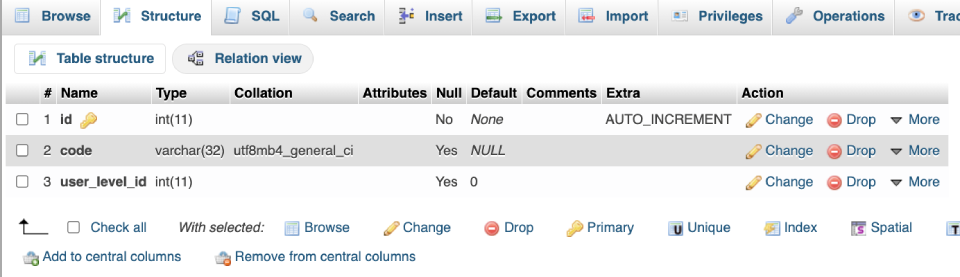 Browse Structure SQL Search Insert Export Import Privileges Operations
Table structure Relation view
# Name Type Collation Attributes Null Default Comments Extra Action
1 id int(11) No None AUTO_INCREMENT Change Drop More
2 code varchar(32) utf8mb4_general_ci Yes NULL Change Drop More
3 user_level_id int(11) Yes 0 Change Drop More
Check all With selected: Browse Change Drop Primary Unique Index Spatial
Add to central columns Remove from central columns